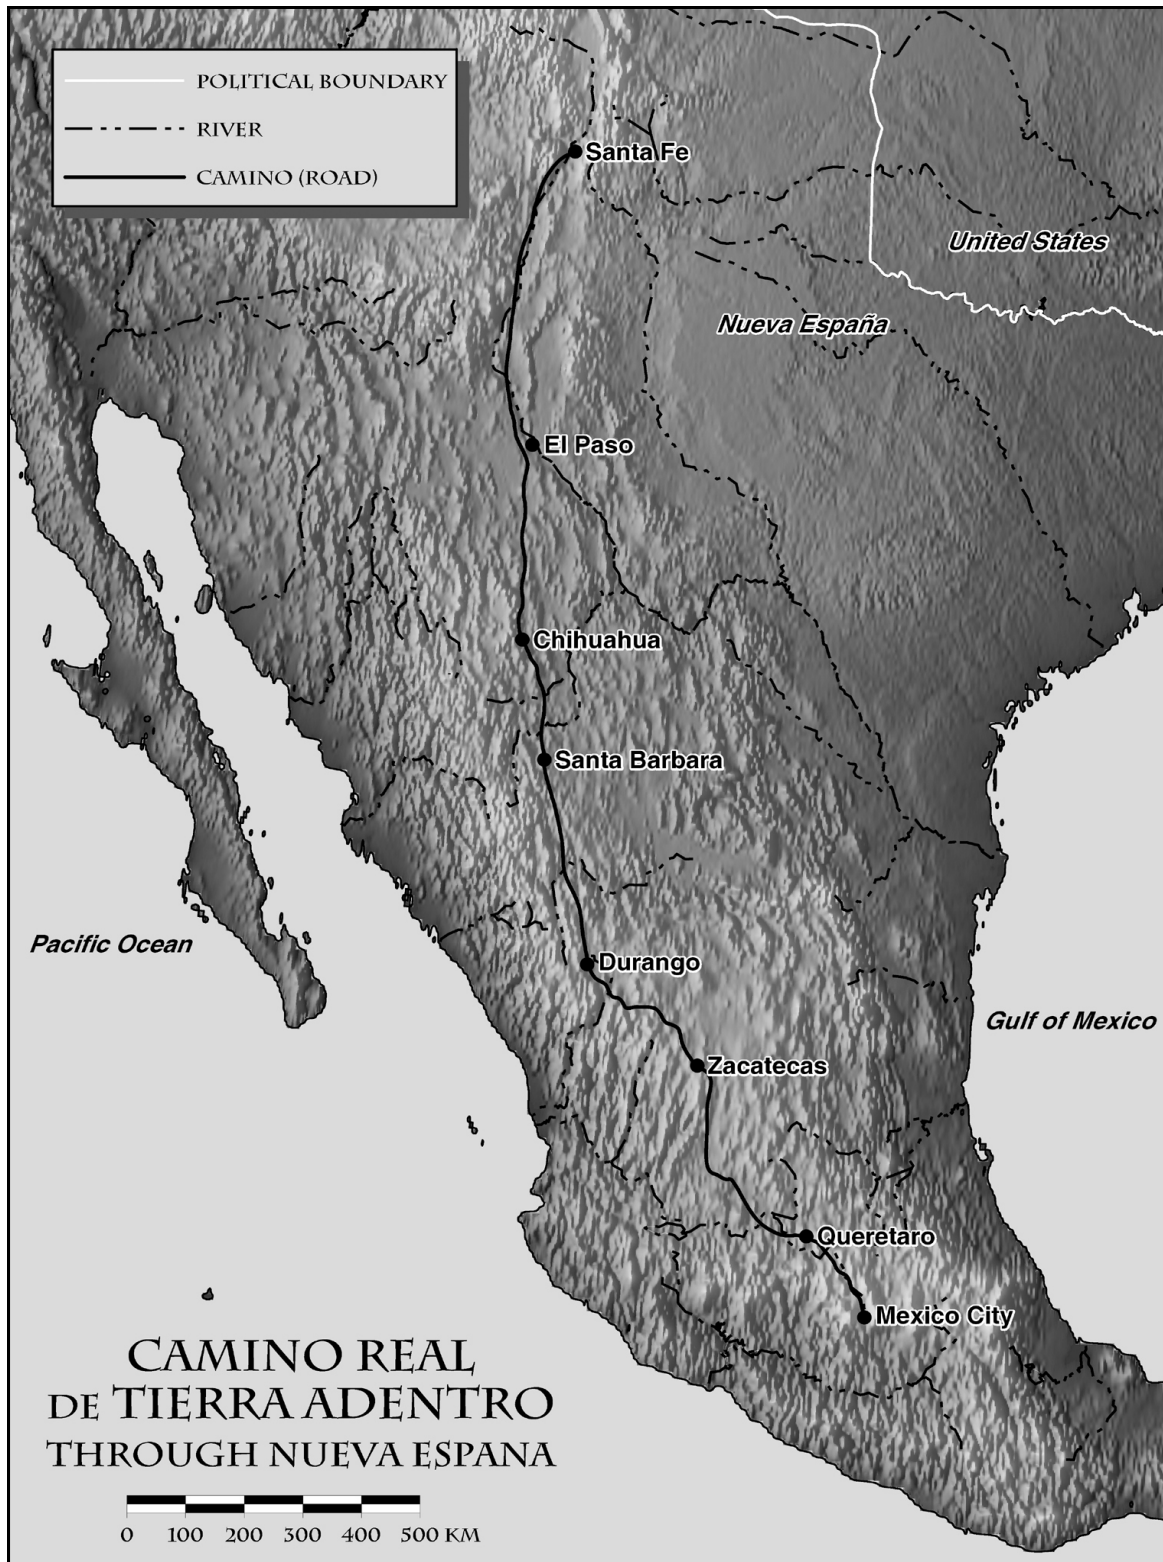 POLITICAL BOUNDARY
RIVER
CAMINO (ROAD)
Santa Fe
United States
Nueva España
El Paso
Chihuahua
Santa Barbara
Pacific Ocean
Durango
Gulf of Mexico
Zacatecas
Queretaro
Mexico City
CAMINO REAL
DE TIERRA ADENTRO
THROUGH NUEVA ESPANA
0 100 200 300 400 500 KM